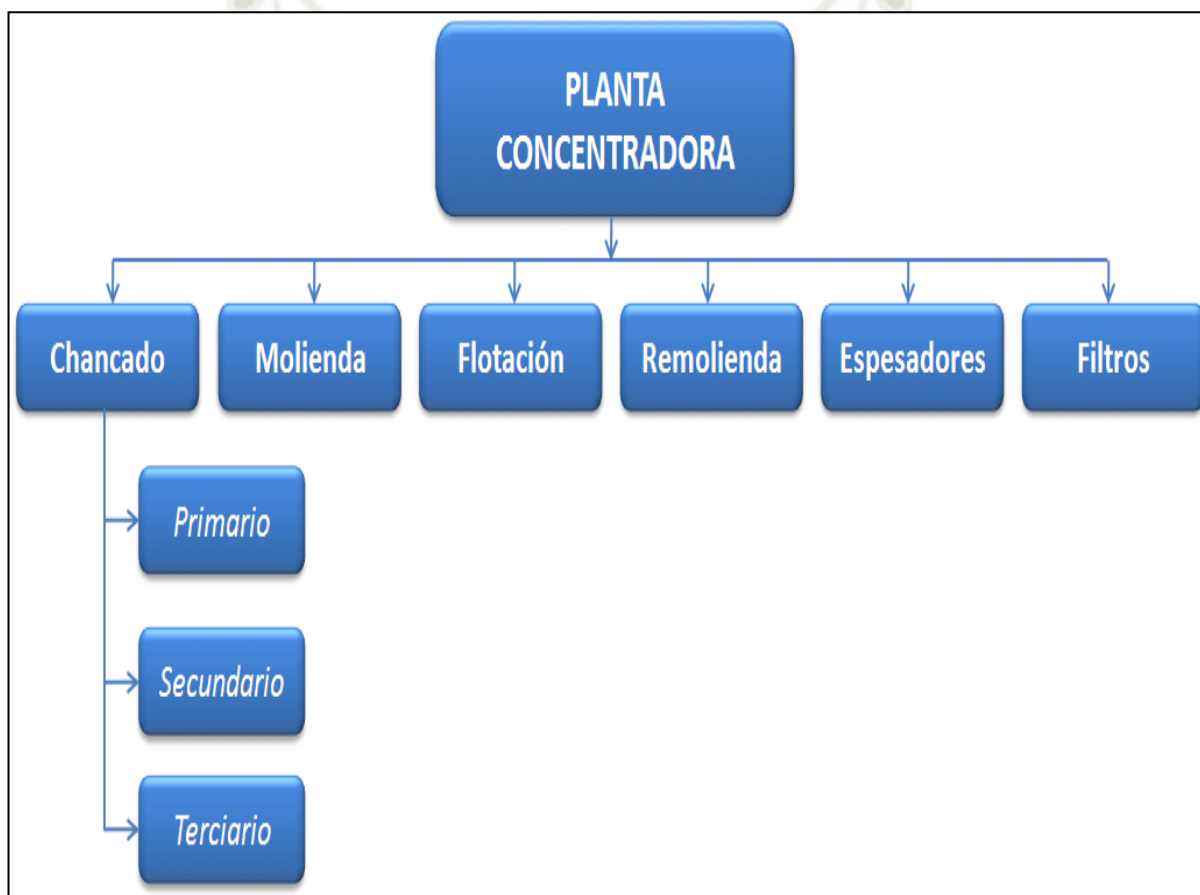 PLANTA
CONCENTRADORA
Chancado
Molienda
Flotación
Remolienda
Espesadores
Filtros
Primario
Secundario
Terciario